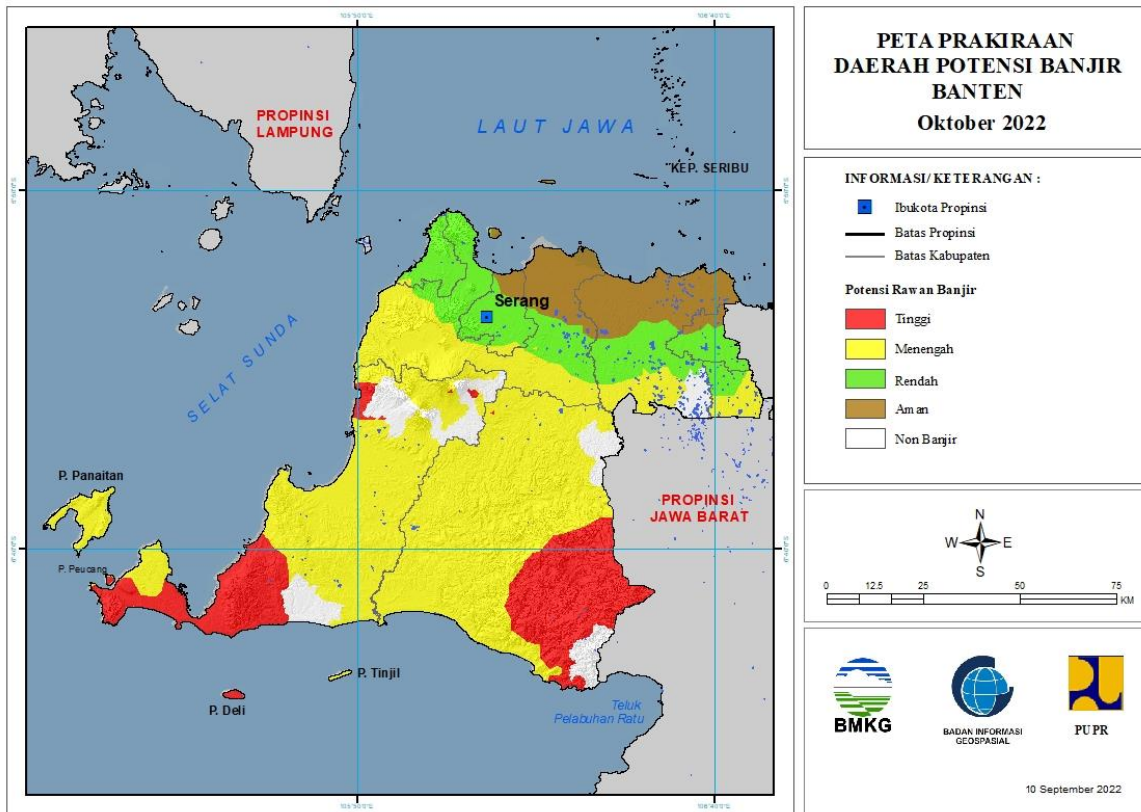 PROPINSI
LAMPUNG
LAUT JAWA
KEP. SERIBU
Serang
SELAT SUNDA
P. Panaitan
P. Peucang
PROPINSI
JAWA BARAT
P. Tinjil
P. Deli
Teluk
Pelabuhan Ratu
PETA PRAKIRAAN
DAERAH POTENSI BANJIR
BANTEN
Oktober 2022
INFORMASI/ KETERANGAN :
Ibukota Propinsi
Batas Propinsi
Batas Kabupaten
Potensi Rawan Banjir
Tinggi
Menengah
Rendah
Aman
Non Banjir
N
W E
S
0 12.5 25 50 75
KM
BMKG
BADAN INFORMASI
GEOSPASIAL
PUPR
10 September 2022